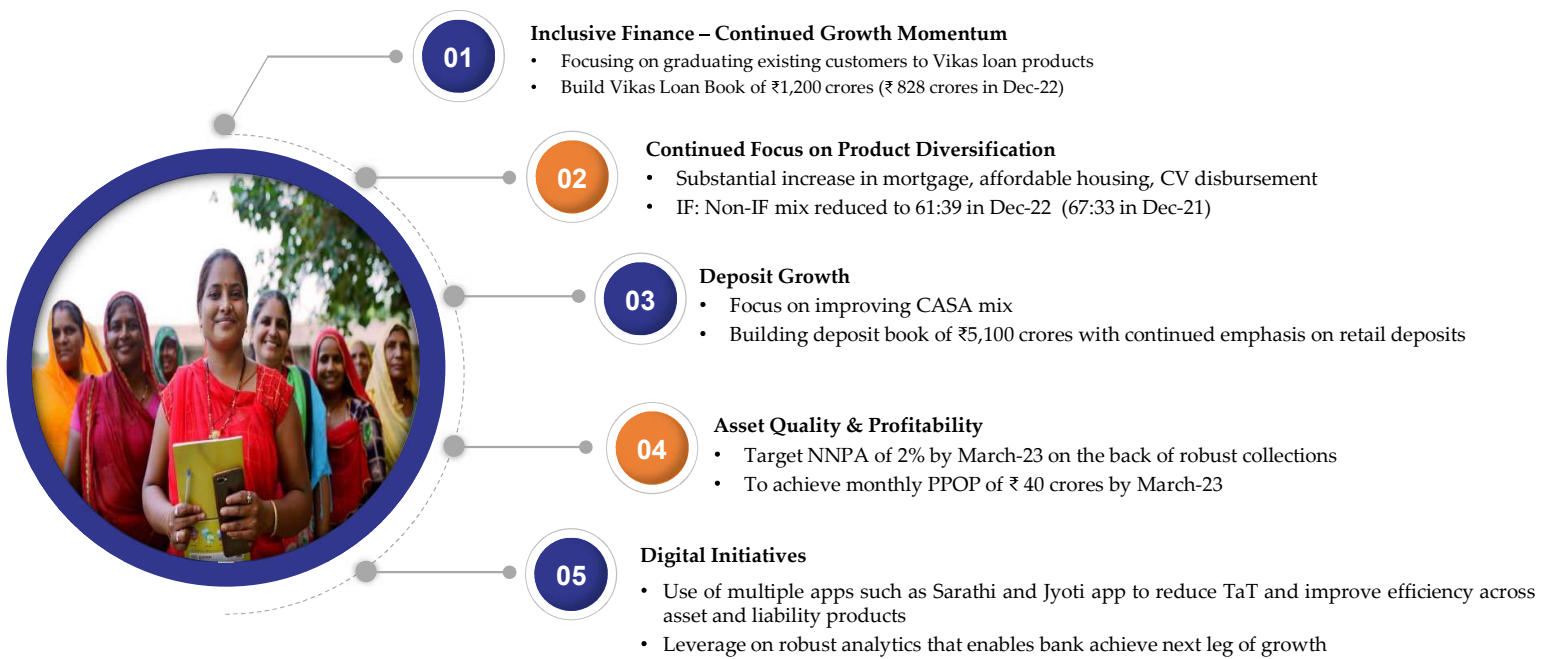 01
Inclusive Finance – Continued Growth Momentum
• Focusing on graduating existing customers to Vikas loan products
• Build Vikas Loan Book of ₹1,200 crores (₹ 828 crores in Dec-22)
02
Continued Focus on Product Diversification
• Substantial increase in mortgage, affordable housing, CV disbursement
• IF: Non-IF mix reduced to 61:39 in Dec-22 (67:33 in Dec-21)
03
Deposit Growth
• Focus on improving CASA mix
• Building deposit book of ₹5,100 crores with continued emphasis on retail deposits
04
Asset Quality & Profitability
• Target NNPA of 2% by March-23 on the back of robust collections
• To achieve monthly PPOP of ₹ 40 crores by March-23
05
Digital Initiatives
• Use of multiple apps such as Sarathi and Jyoti app to reduce TaT and improve efficiency across
asset and liability products
• Leverage on robust analytics that enables bank achieve next leg of growth